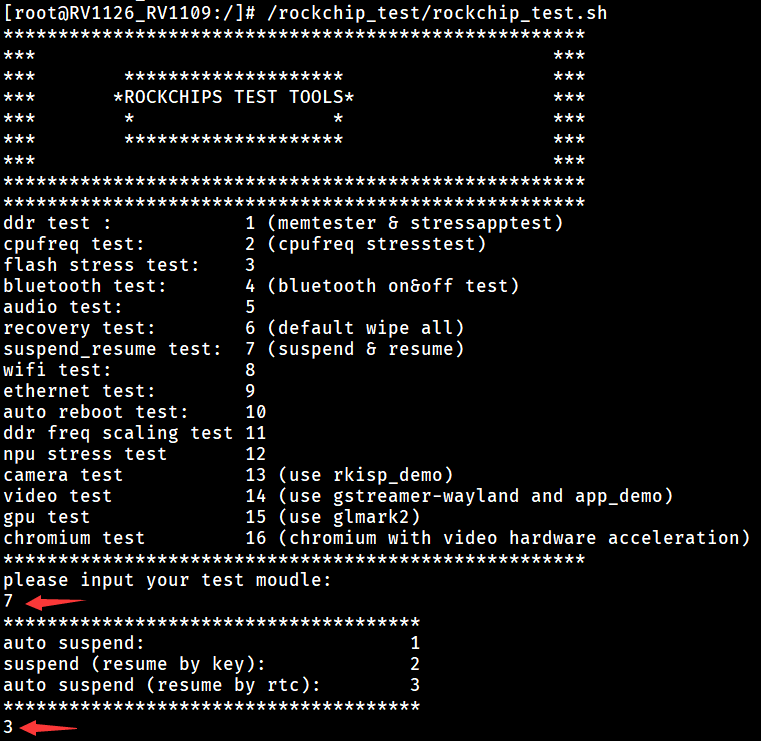 [root@RV1126_RV1109:/]# /rockchip_test/rockchip_test.sh
*****************************************************
***                                               ***
***        ********************                   ***
***       *ROCKCHIPS TEST TOOLS*                  ***
***        *                  *                   ***
***        ********************                   ***
***                                               ***
*****************************************************
*****************************************************
ddr test :            1 (memtester & stressapptest)
cpufreq test:         2 (cpufreq stresstest)
flash stress test:    3
bluetooth test:       4 (bluetooth on&off test)
audio test:           5
recovery test:        6 (default wipe all)
suspend_resume test:  7 (suspend & resume)
wifi test:            8
ethernet test:        9
auto reboot test:     10
ddr freq scaling test 11
npu stress test       12
camera test           13 (use rkisp_demo)
video test            14 (use gstreamer-wayland and app_demo)
gpu test              15 (use glmark2)
chromium test         16 (chromium with video hardware acceleration)
*****************************************************
please input your test moudle:
7
**************************************
auto suspend:                        1
suspend (resume by key):             2
auto suspend (resume by rtc):        3
**************************************
3